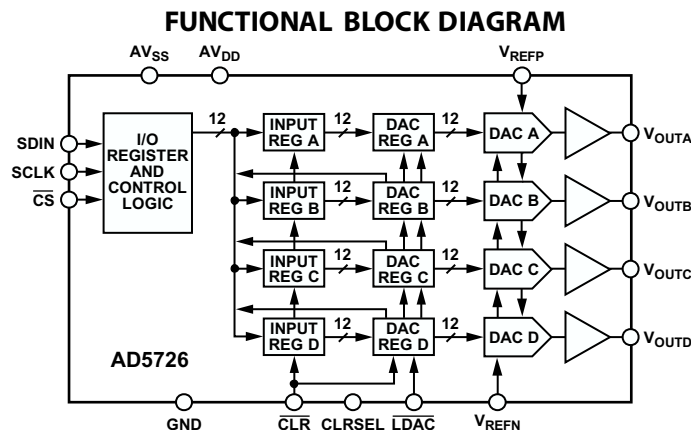 FUNCTIONAL BLOCK DIAGRAM
AVSS
AVDD
VREFP
SDIN
SCLK
CS
I/O
REGISTER
AND
CONTROL
LOGIC
12
INPUT
REG A
12
DAC
REG A
12
DAC A
VOUTA
INPUT
REG B
12
DAC
REG B
12
DAC B
VOUTB
INPUT
REG C
12
DAC
REG C
12
DAC C
VOUTC
INPUT
REG D
12
DAC
REG D
12
DAC D
VOUTD
AD5726
GND
CLR
CLRSEL
LDAC
VREFN